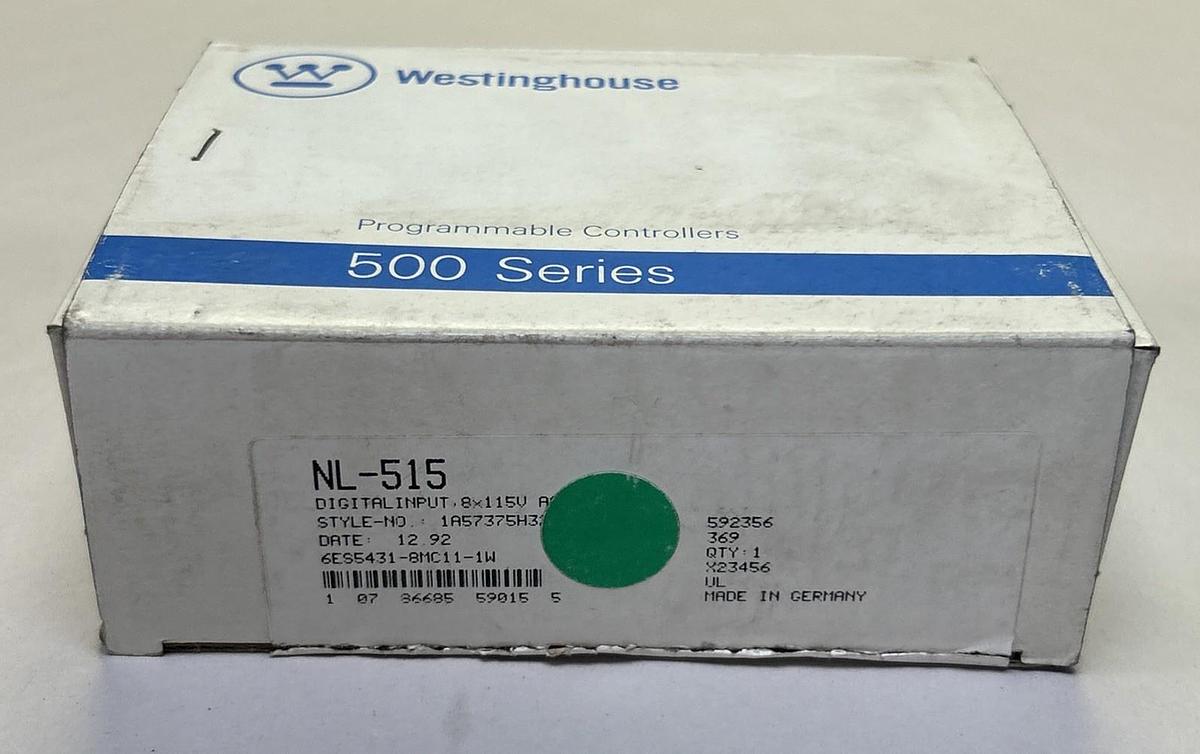 W Westinghouse
Programmable Controllers
500 Series
NL-515
DIGITALINPUT,8x115V
STYLE-NO.:
DATE: 12.92
6ES5431-8MC11-1W
1 07 86685 59015 5
592356
369
QTY:1
X23456
UL
MADE IN GERMANY